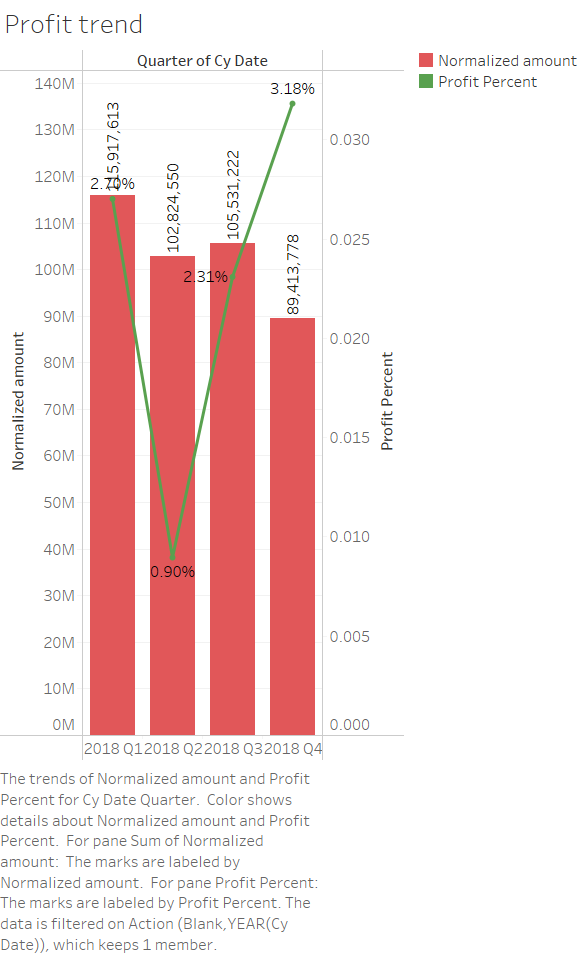 Profit trend
Quarter of Cy Date
Normalized amount
Profit Percent
140M
130M
120M
110M
100M
90M
80M
70M
60M
50M
40M
30M
20M
10M
0M
Normalized amount
115,917,613
102,824,550
105,531,222
89,413,778
2.70%
0.90%
2.31%
3.18%
0.030
0.025
0.020
0.015
0.010
0.005
0.000
Profit Percent
2018 Q1 2018 Q2 2018 Q3 2018 Q4
The trends of Normalized amount and Profit
Percent for Cy Date Quarter. Color shows
details about Normalized amount and Profit
Percent. For pane Sum of Normalized
amount: The marks are labeled by
Normalized amount. For pane Profit Percent:
The marks are labeled by Profit Percent. The
data is filtered on Action (Blank,YEAR(Cy
Date)), which keeps 1 member.